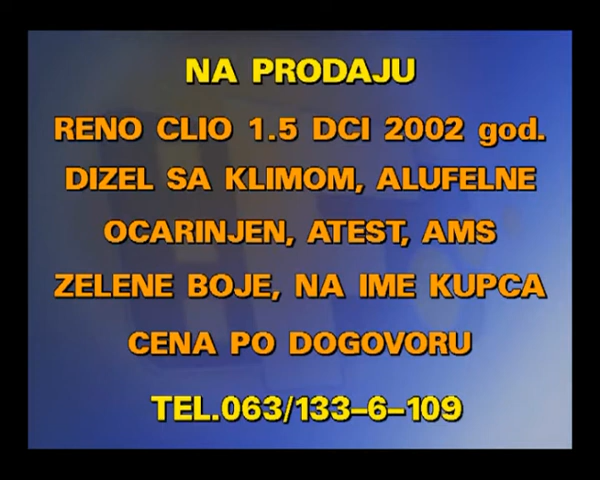 NA PRODAJU
RENO CLIO 1.5 DCI 2002 god.
DIZEL SA KLIMOM, ALUFELNE
OCARINJEN, ATEST, AMS
ZELENE BOJE, NA IME KUPCA
CENA PO DOGOVORU
TEL.063/133-6-109